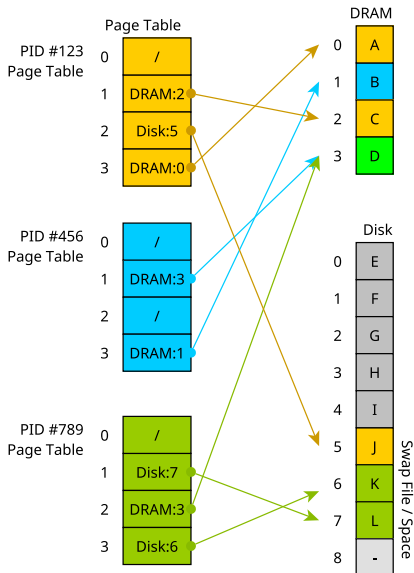 Page Table
PID #123
Page Table
0 /
1 DRAM:2
2 Disk:5
3 DRAM:0
PID #456
Page Table
0 /
1 DRAM:3
2 /
3 DRAM:1
PID #789
Page Table
0 /
1 Disk:7
2 DRAM:3
3 Disk:6
DRAM
0 A
1 B
2 C
3 D
Disk
0 E
1 F
2 G
3 H
4 I
5 J
6 K
7 L
8 -
Swap File / Space